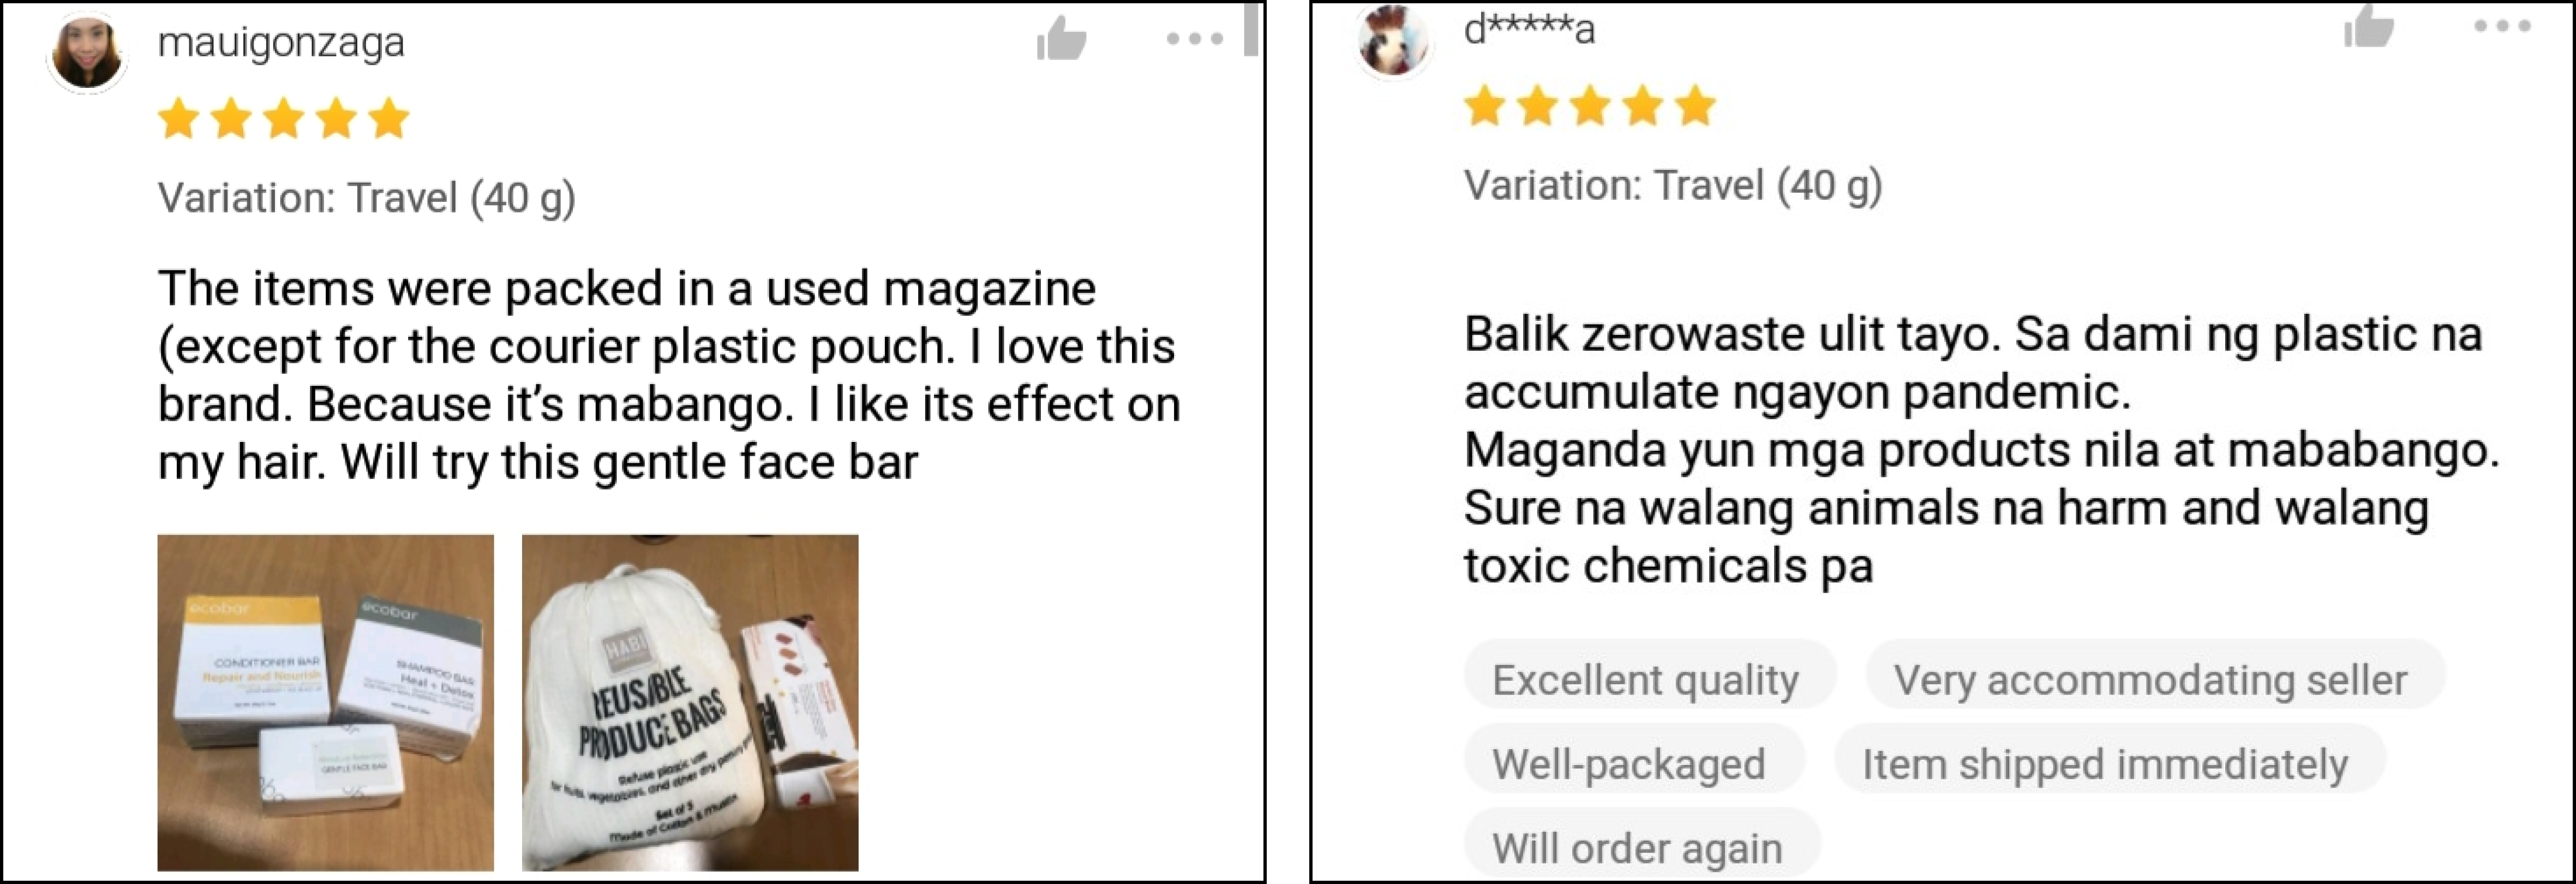 mauigonzaga
Variation: Travel (40 g)
The items were packed in a used magazine
(except for the courier plastic pouch. I love this
brand. Because it's mabango. I like its effect on
my hair. Will try this gentle face bar
ecobar
CONDITIONER BAR
Repair and Nourish
ecobar
SHAMPOO BAR
Heal + Detox
GENTLE FACE BAR
HABI
REUSABLE
PRODUCE BAGS
Refuse plastic use
for fruits, vegetables, and other dry
Set of 5
Made of Cotton & Muslin
d*****a
Variation: Travel (40 g)
Balik zerowaste ulit tayo. Sa dami ng plastic na
accumulate ngayon pandemic.
Maganda yun mga products nila at mababango.
Sure na walang animals na harm and walang
toxic chemicals pa
Excellent quality
Very accommodating seller
Well-packaged
Item shipped immediately
Will order again